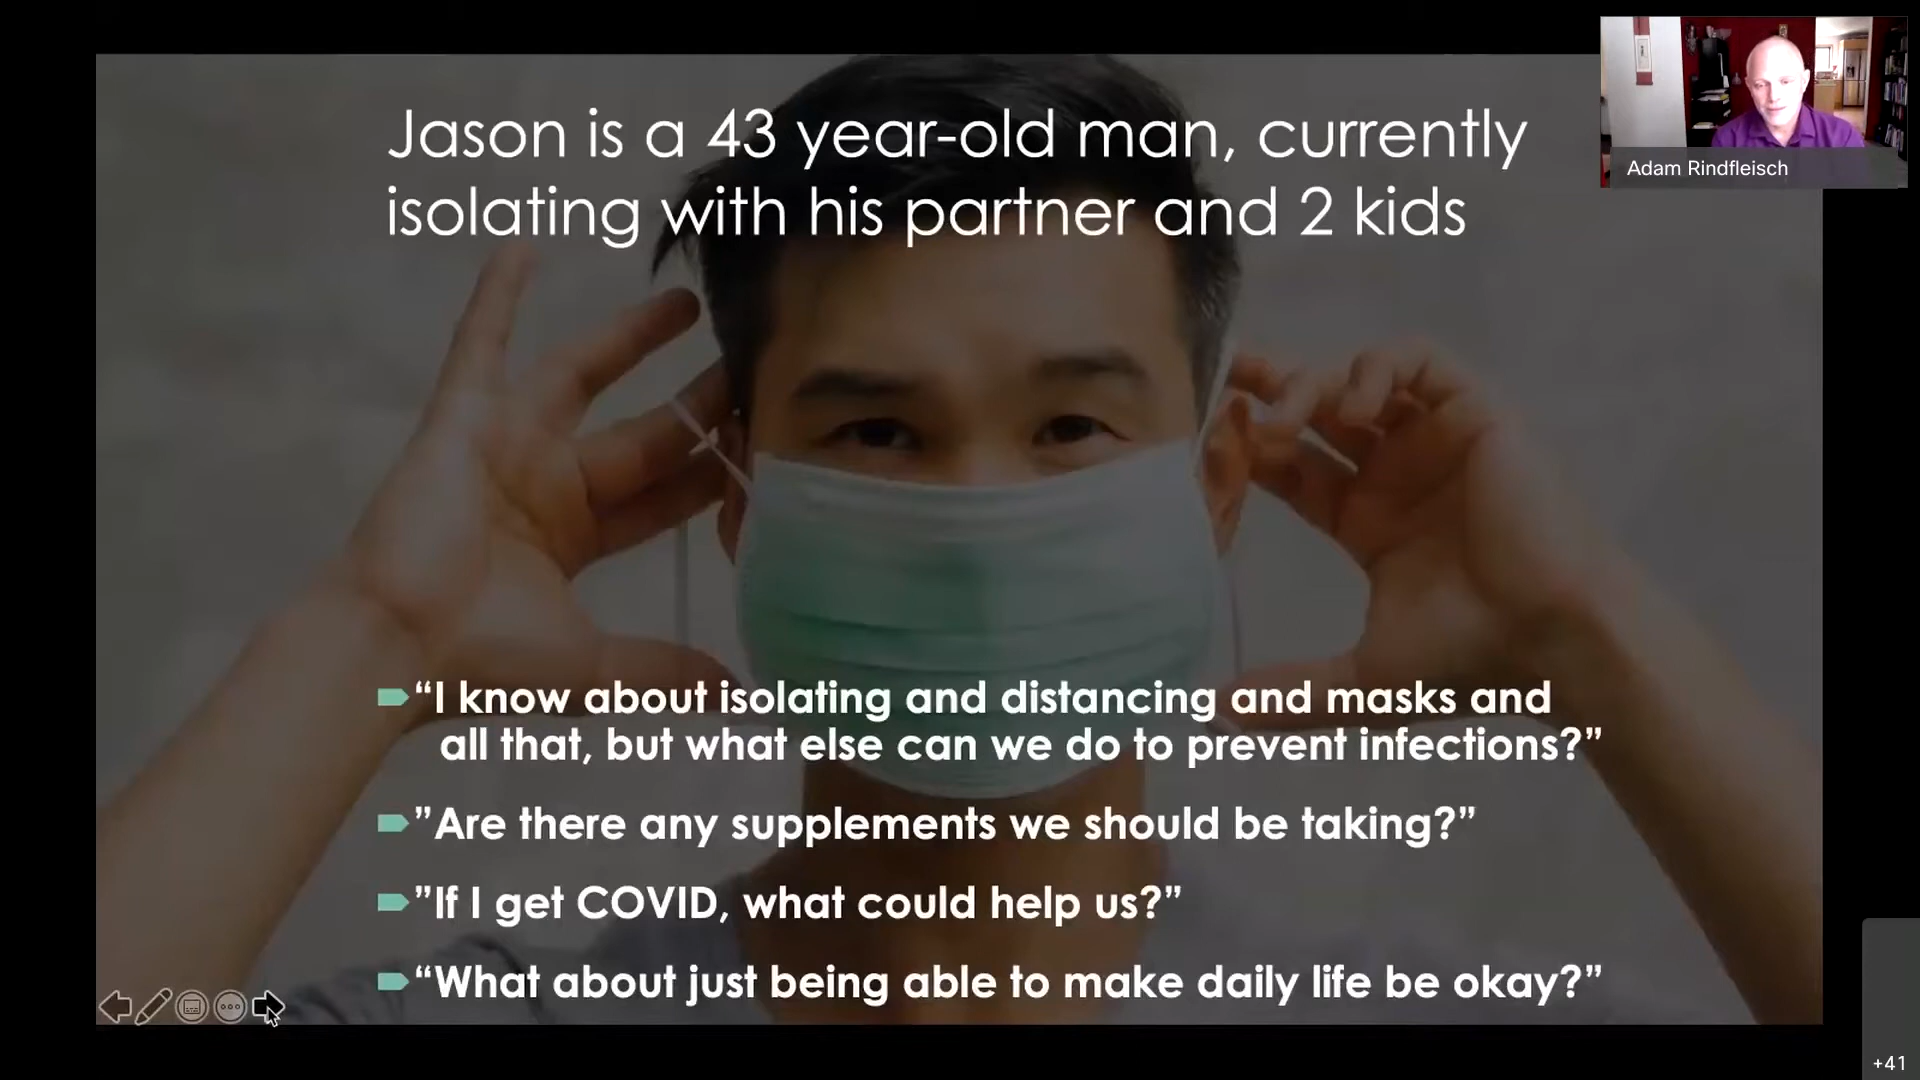 Jason is a 43 year-old man, currently
isolating with his partner and 2 kids
Adam Rindfleisch
“I know about isolating and distancing and masks and
all that, but what else can we do to prevent infections?”
”Are there any supplements we should be taking?”
”If I get COVID, what could help us?”
“What about just being able to make daily life be okay?”
+41